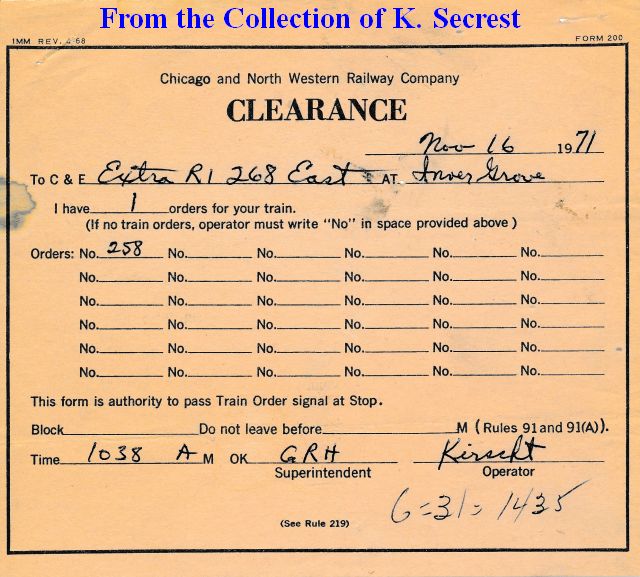 From the Collection of K. Secrest
1MM REV. 4-68 FORM 200
Chicago and North Western Railway Company
CLEARANCE
Nov 16 1971
To C & E Extra RI 268 East AT Inver Grove
I have 1 orders for your train.
(If no train orders, operator must write "No" in space provided above)
Orders: No. 258 No. No. No. No. No.
No. No. No. No. No. No.
No. No. No. No. No. No.
No. No. No. No. No. No.
No. No. No. No. No. No.
No. No. No. No. No. No.
This form is authority to pass Train Order signal at Stop.
Block Do not leave before M (Rules 91 and 91(A)).
Time 1038 A M OK GRH Kirscht
Superintendent Operator
6=31=1435
(See Rule 219)